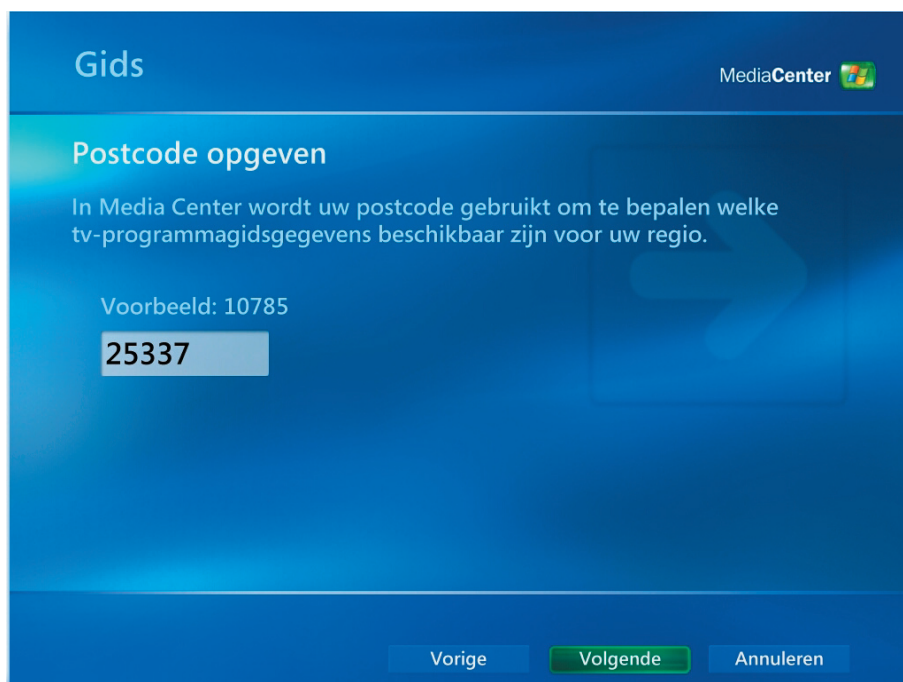 Gids
MediaCenter
Postcode opgeven
In Media Center wordt uw postcode gebruikt om te bepalen welke
tv-programmagidsgegevens beschikbaar zijn voor uw regio.
Voorbeeld: 10785
25337
Vorige
Volgende
Annuleren